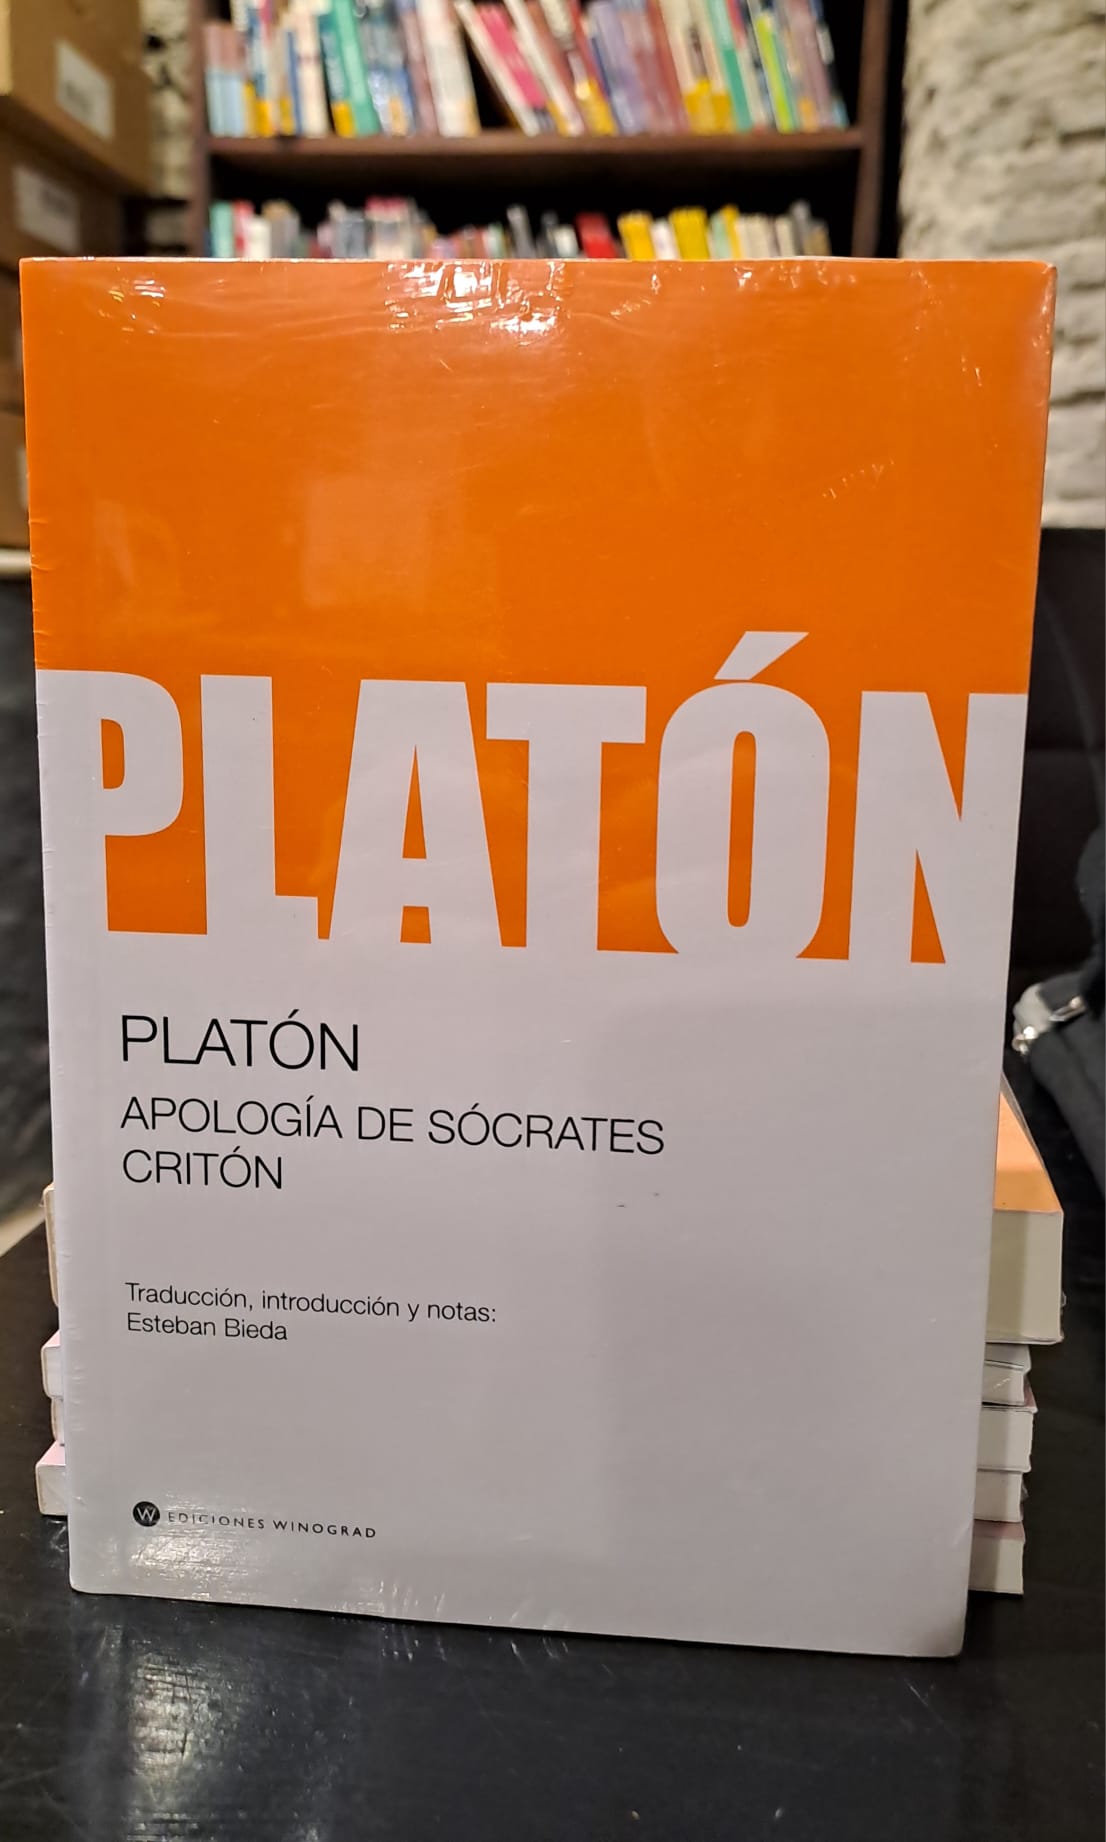 PLATÓN
PLATÓN
APOLOGÍA DE SÓCRATES
CRITÓN
Traducción, introducción y notas:
Esteban Bieda
W EDICIONES WINOGRAD